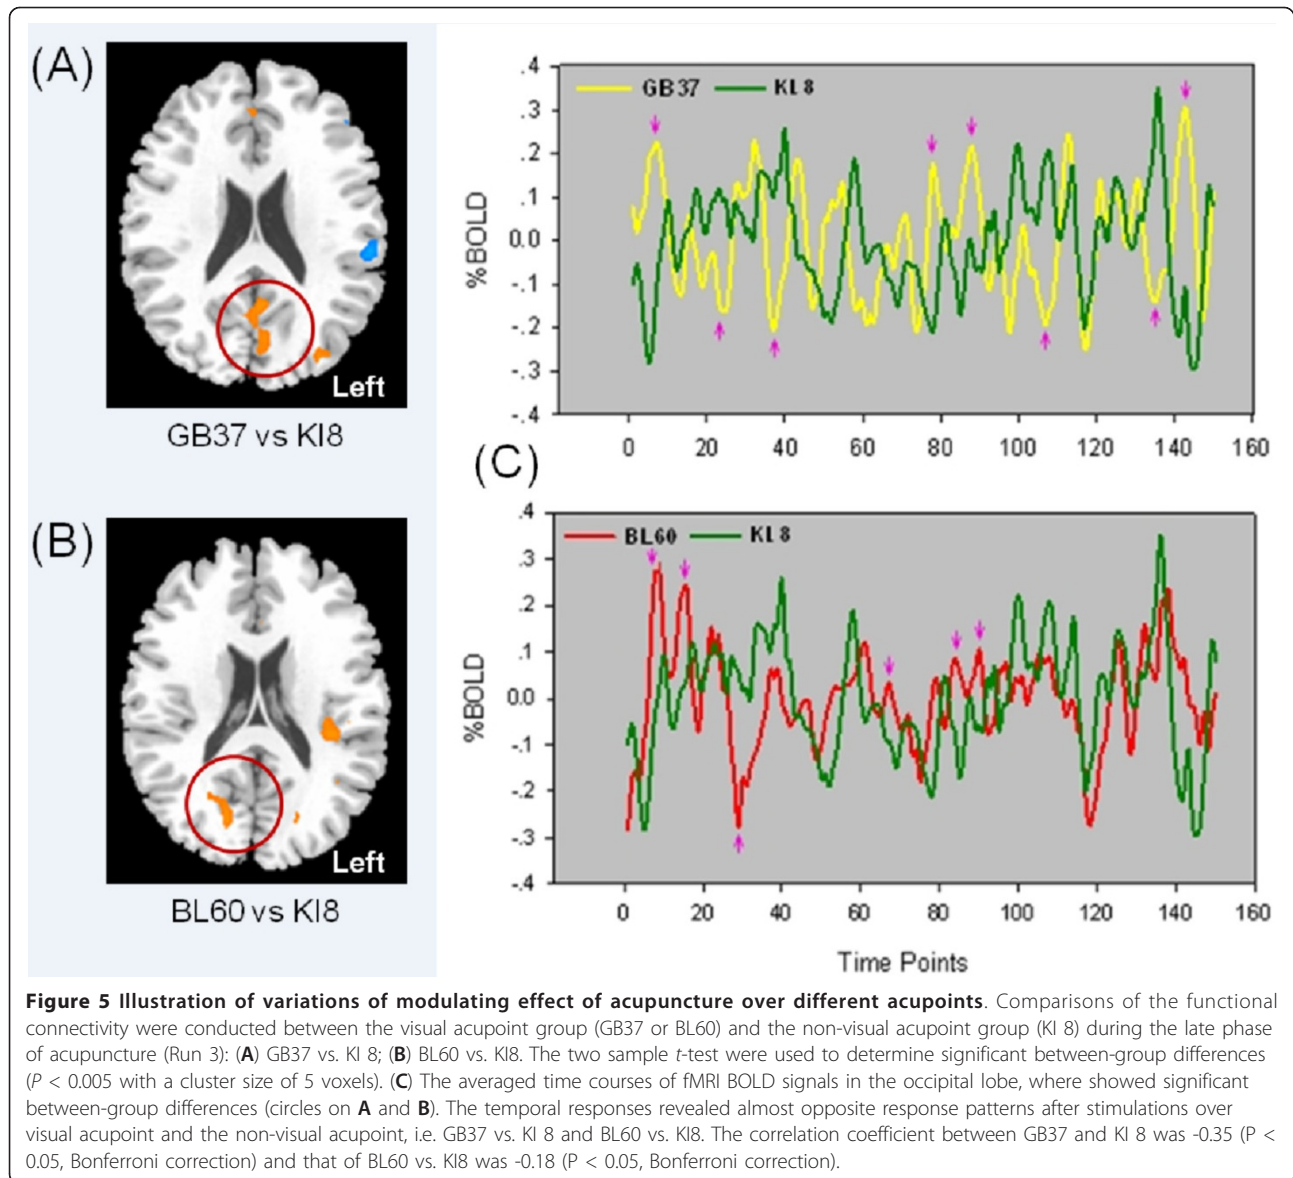 (A)
Left
GB37 vs KI8
(B)
Left
BL60 vs KI8
(C)
GB37 KI 8
%BOLD
.4
.3
.2
.1
0.0
-.1
-.2
-.3
-.4
0 20 40 60 80 100 120 140 160
BL60 KI 8
%BOLD
.4
.3
.2
.1
0.0
-.1
-.2
-.3
-.4
0 20 40 60 80 100 120 140 160
Time Points
Figure 5 Illustration of variations of modulating effect of acupuncture over different acupoints. Comparisons of the functional
connectivity were conducted between the visual acupoint group (GB37 or BL60) and the non-visual acupoint group (KI 8) during the late phase
of acupuncture (Run 3): (A) GB37 vs. KI 8; (B) BL60 vs. KI8. The two sample t-test were used to determine significant between-group differences
(P < 0.005 with a cluster size of 5 voxels). (C) The averaged time courses of fMRI BOLD signals in the occipital lobe, where showed significant
between-group differences (circles on A and B). The temporal responses revealed almost opposite response patterns after stimulations over
visual acupoint and the non-visual acupoint, i.e. GB37 vs. KI 8 and BL60 vs. KI8. The correlation coefficient between GB37 and KI 8 was -0.35 (P <
0.05, Bonferroni correction) and that of BL60 vs. KI8 was -0.18 (P < 0.05, Bonferroni correction).